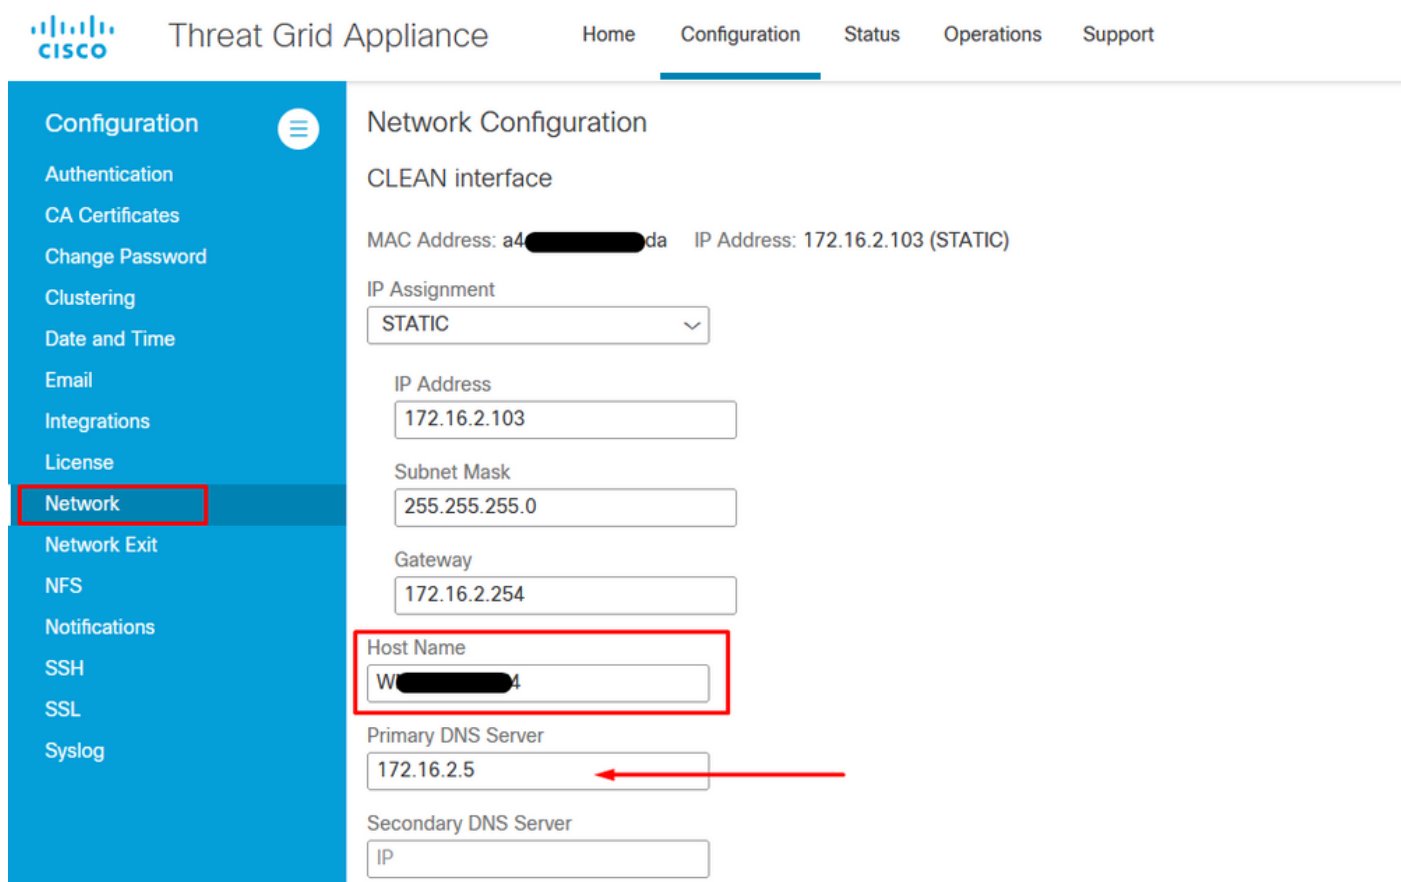 CISCO
Threat Grid Appliance
Home Configuration Status Operations Support
Configuration
Authentication
CA Certificates
Change Password
Clustering
Date and Time
Email
Integrations
License
Network
Network Exit
NFS
Notifications
SSH
SSL
Syslog
Network Configuration
CLEAN interface
MAC Address: a4 da IP Address: 172.16.2.103 (STATIC)
IP Assignment
STATIC
IP Address
172.16.2.103
Subnet Mask
255.255.255.0
Gateway
172.16.2.254
Host Name
W 4
Primary DNS Server
172.16.2.5
Secondary DNS Server
IP